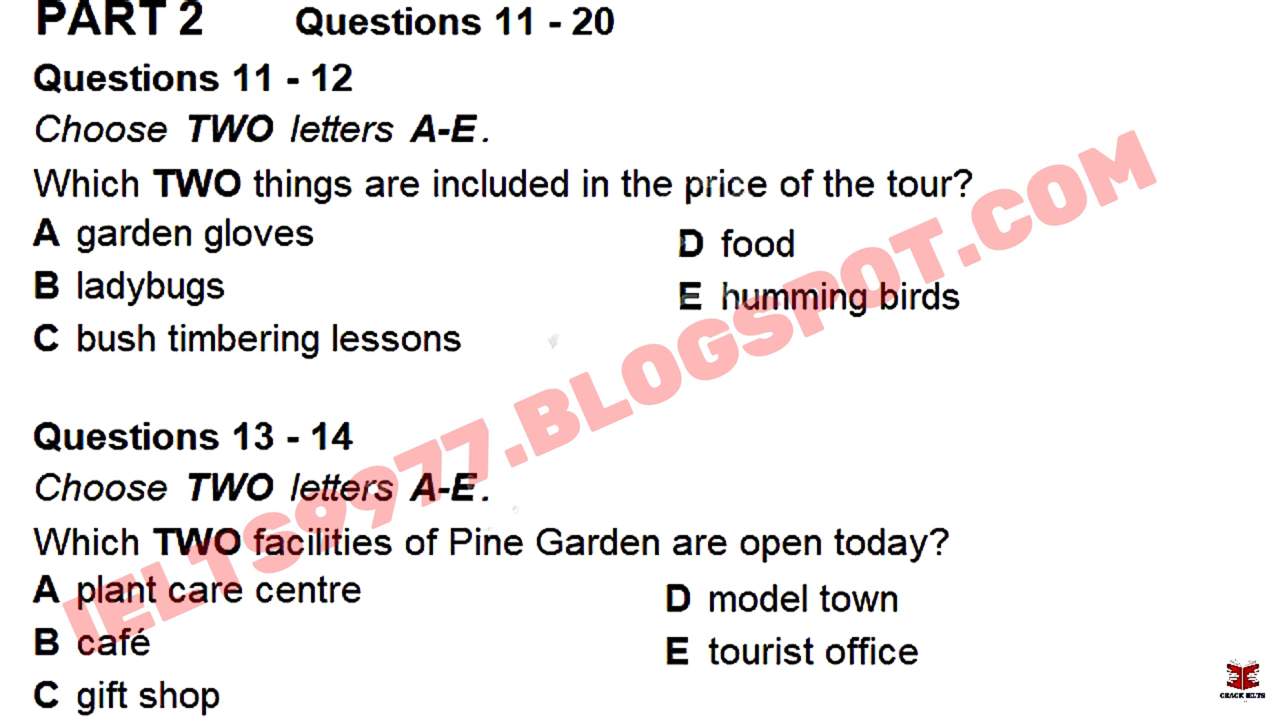 PART 2 Questions 11 - 20
Questions 11 - 12
Choose TWO letters A-E.
Which TWO things are included in the price of the tour?
A garden gloves
B ladybugs
C bush timbering lessons
D food
E humming birds
Questions 13 - 14
Choose TWO letters A-E.
Which TWO facilities of Pine Garden are open today?
A plant care centre
B café
C gift shop
D model town
E tourist office
IELTS9977.BLOGSPOT.COM
CRACK IELTS